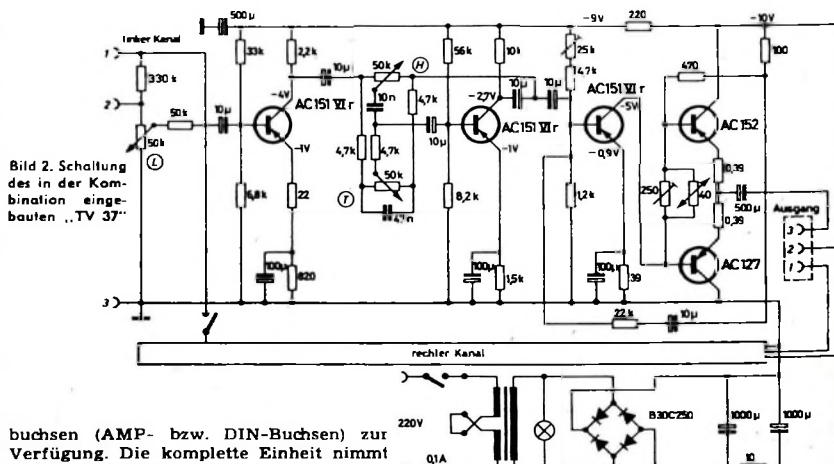 500µ
-9V
220
-10V
linker Kanal
1
330k
2
50k
50k
L
10µ
33k
2,2k
-4V
AC151 VI r
-1V
6,8k
22
100µ
820
3
10µ
50k
H
10n
4,7k
4,7k
4,7k
50k
T
4,7n
10µ
56k
10k
-2,7V
AC151 VII r
-1V
8,2k
100µ
1,5k
10µ
10µ
25k
4,7k
AC151 VII r
-5V
-0,9V
1,2k
100µ
39
22k
10µ
470
100
AC152
0,39
250
40
500µ
0,39
AC127
Ausgang
3
2
1
Bild 2. Schaltung
des in der Kom-
bination einge-
bauten „TV 37"
rechter Kanal
220V
0,1A
B30C250
1000µ
1000µ
10
buchsen (AMP- bzw. DIN-Buchsen) zur
Verfügung. Die komplette Einheit nimmt